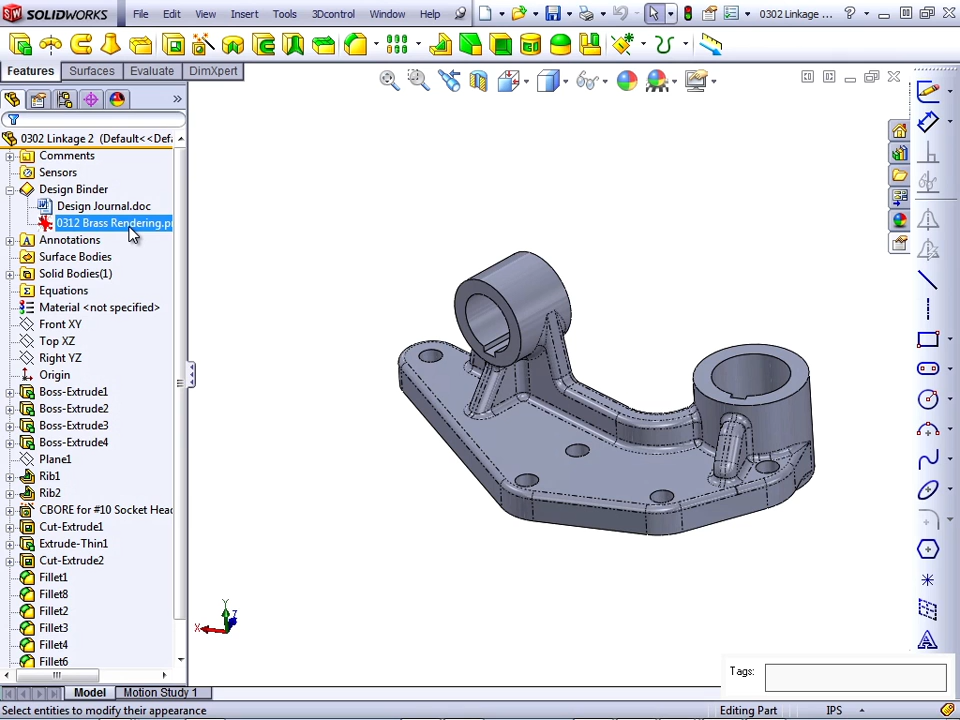 SW SOLIDWORKS File Edit View Insert Tools 3Dcontrol Window Help 0302 Linkage ... ?
Features Surfaces Evaluate DimXpert
0302 Linkage 2 (Default<<Def
Comments
Sensors
Design Binder
Design Journal.doc
0312 Brass Rendering.p
Annotations
Surface Bodies
Solid Bodies(1)
Equations
Material <not specified>
Front XY
Top XZ
Right YZ
Origin
Boss-Extrude1
Boss-Extrude2
Boss-Extrude3
Boss-Extrude4
Plane1
Rib1
Rib2
CBORE for #10 Socket Head
Cut-Extrude1
Extrude-Thin1
Cut-Extrude2
Fillet1
Fillet8
Fillet2
Fillet3
Fillet4
Fillet6
Y
X
Z
Tags:
Model Motion Study 1
Select entities to modify their appearance Editing Part IPS